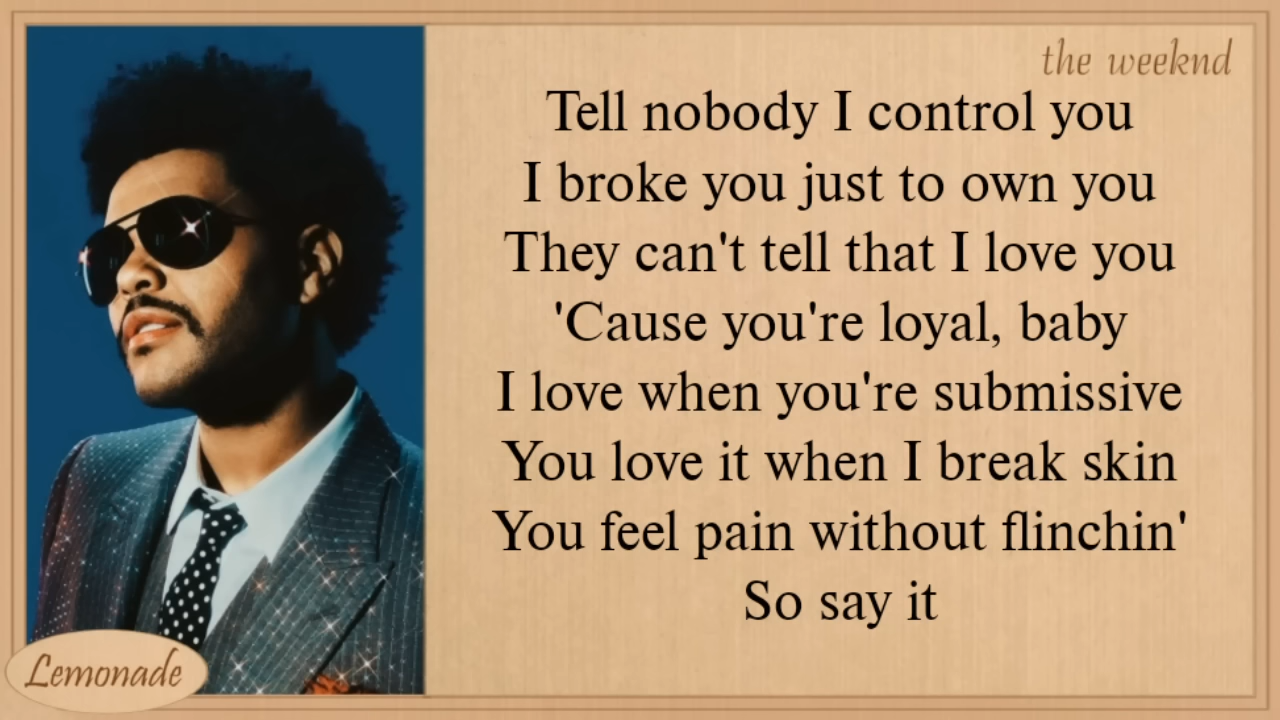 the weeknd
Tell nobody I control you
I broke you just to own you
They can't tell that I love you
'Cause you're loyal, baby
I love when you're submissive
You love it when I break skin
You feel pain without flinchin'
So say it
Lemonade